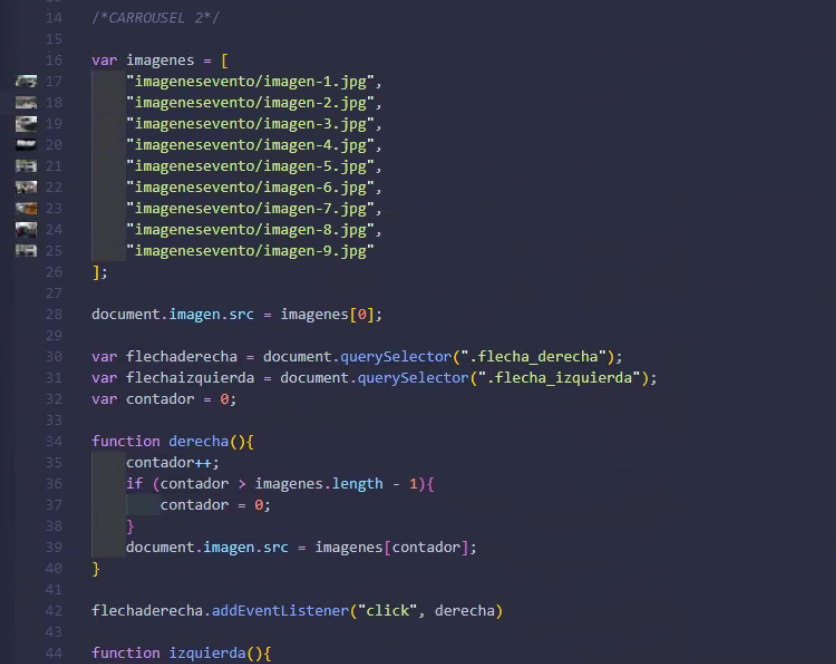 14 /*CARROUSEL 2*/
15
16 var imagenes = [
17 "imagenesevento/imagen-1.jpg",
18 "imagenesevento/imagen-2.jpg",
19 "imagenesevento/imagen-3.jpg",
20 "imagenesevento/imagen-4.jpg",
21 "imagenesevento/imagen-5.jpg",
22 "imagenesevento/imagen-6.jpg",
23 "imagenesevento/imagen-7.jpg",
24 "imagenesevento/imagen-8.jpg",
25 "imagenesevento/imagen-9.jpg"
26 ];
27
28 document.imagen.src = imagenes[0];
29
30 var flechaderecha = document.querySelector(".flecha_derecha");
31 var flechaizquierda = document.querySelector(".flecha_izquierda");
32 var contador = 0;
33
34 function derecha(){
35 contador++;
36 if (contador > imagenes.length - 1){
37 contador = 0;
38 }
39 document.imagen.src = imagenes[contador];
40 }
41
42 flechaderecha.addEventListener("click", derecha)
43
44 function izquierda(){